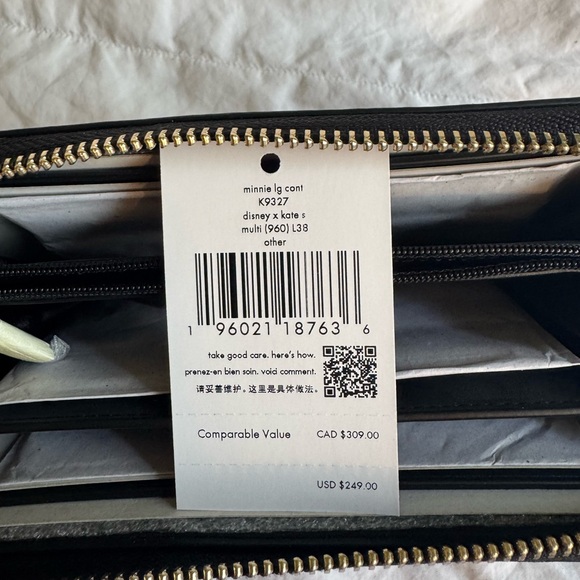 minnie lg cont
K9327
disney x kate s
multi (960) L38
other
1 96021 18763 6
take good care. here's how.
prenez-en bien soin. voici comment.
请妥善维护。这里是具体做法。
Comparable Value CAD $309.00
USD $249.00